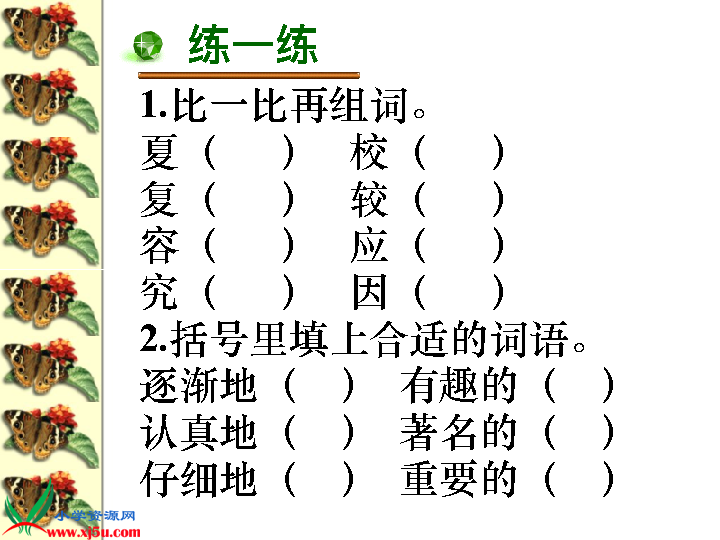 练一练
1.比一比再组词。
夏（　　） 校（　　）
复（　　） 较（　　）
容（　　） 应（　　）
究（　　） 因（　　）
2.括号里填上合适的词语。
逐渐地（　） 有趣的（　）
认真地（　） 著名的（　）
仔细地（　） 重要的（　）
小学资源网
www.xj5u.com